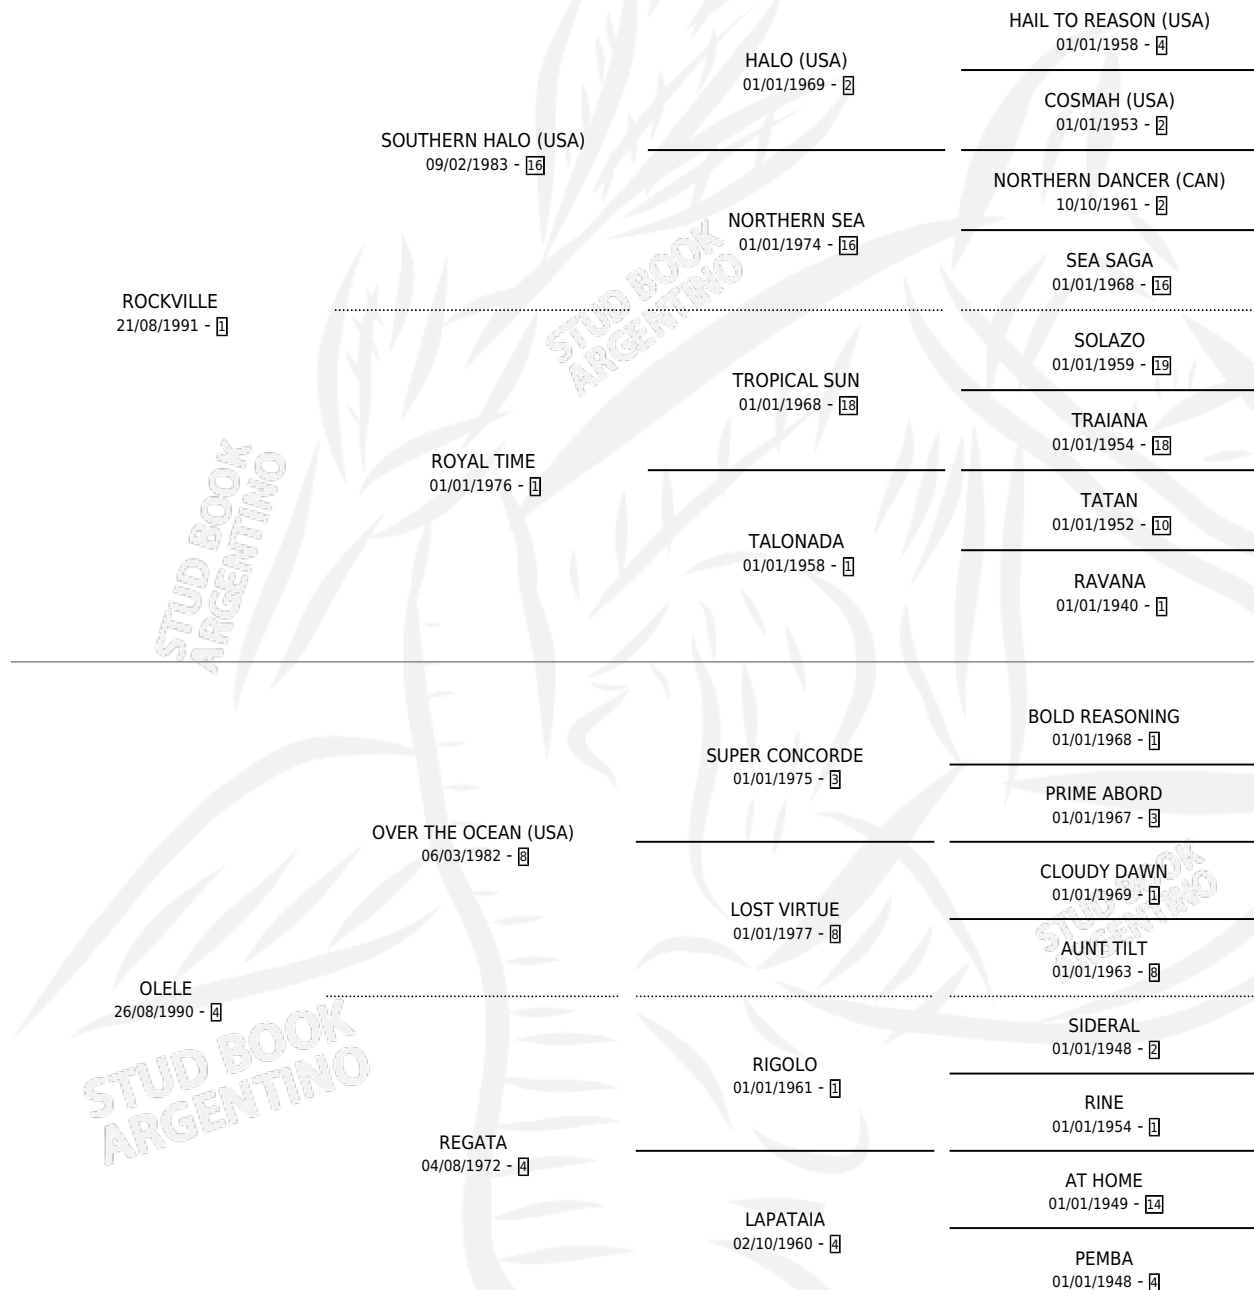 HAIL TO REASON (USA)
01/01/1958 - 4
HALO (USA)
01/01/1969 - 2
COSMAH (USA)
01/01/1953 - 2
SOUTHERN HALO (USA)
09/02/1983 - 16
NORTHERN DANCER (CAN)
10/10/1961 - 2
NORTHERN SEA
01/01/1974 - 16
SEA SAGA
01/01/1968 - 16
ROCKVILLE
21/08/1991 - 1
SOLAZO
01/01/1959 - 19
TROPICAL SUN
01/01/1968 - 18
TRAIANA
01/01/1954 - 18
ROYAL TIME
01/01/1976 - 1
TATAN
01/01/1952 - 10
TALONADA
01/01/1958 - 1
RAVANA
01/01/1940 - 1
BOLD REASONING
01/01/1968 - 1
SUPER CONCORDE
01/01/1975 - 3
PRIME ABORD
01/01/1967 - 3
OVER THE OCEAN (USA)
06/03/1982 - 8
CLOUDY DAWN
01/01/1969 - 1
LOST VIRTUE
01/01/1977 - 8
AUNT TILT
01/01/1963 - 8
OLELE
26/08/1990 - 4
SIDERAL
01/01/1948 - 2
RIGOLO
01/01/1961 - 1
RINE
01/01/1954 - 1
REGATA
04/08/1972 - 4
AT HOME
01/01/1949 - 14
LAPATAIA
02/10/1960 - 4
PEMBA
01/01/1948 - 4
STUD BOOK
ARGENTINO
STUD BOOK
ARGENTINO
STUD BOOK
ARGENTINO
STUD BOOK
ARGENTINO